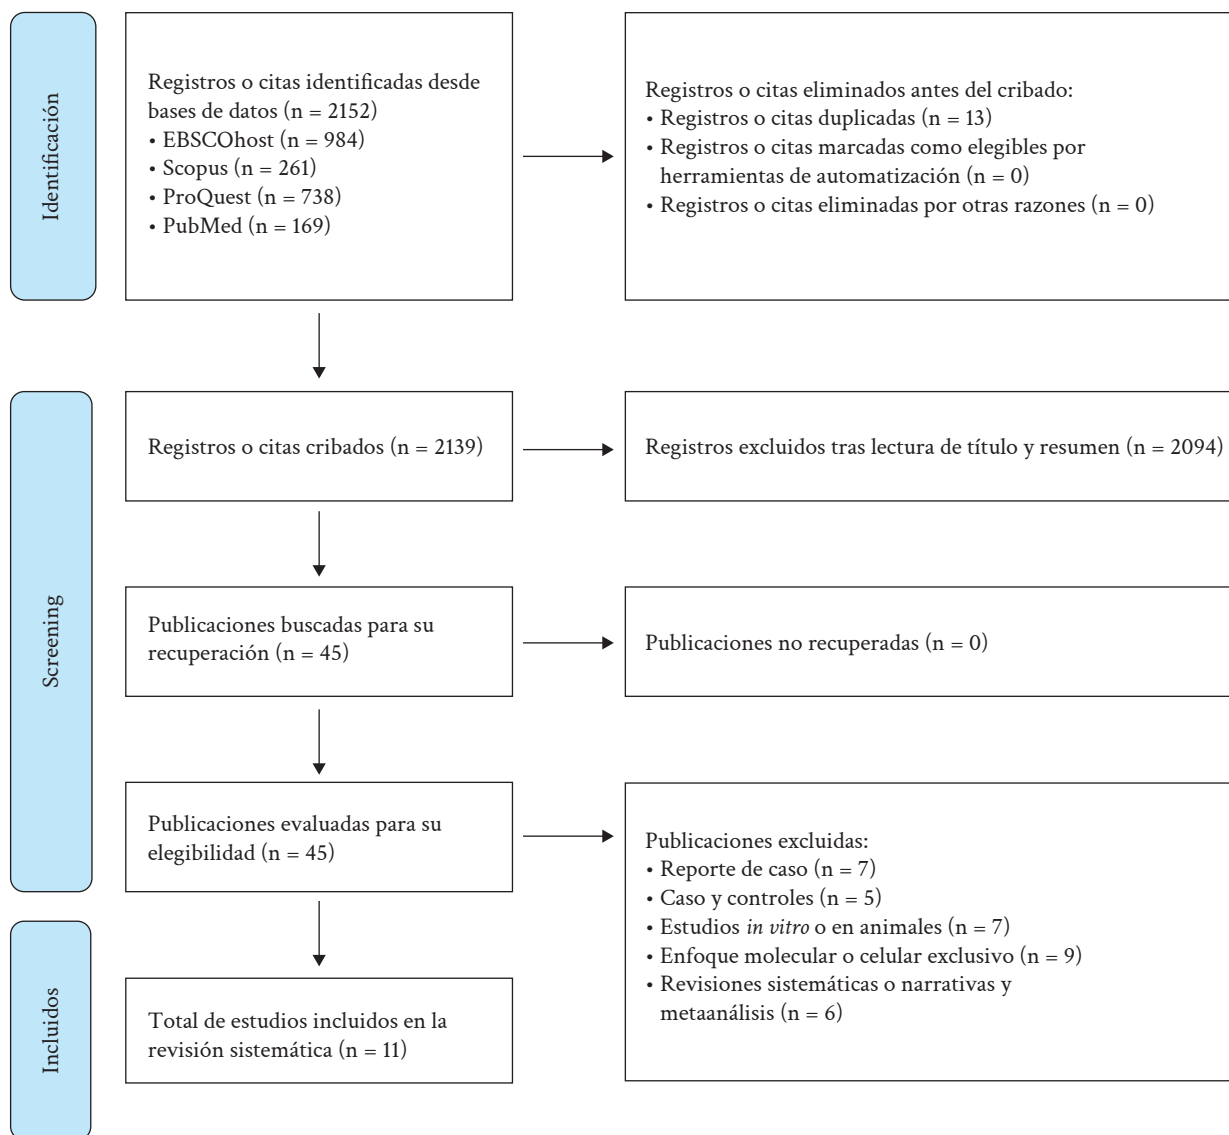 Identificación
Registros o citas identificadas desde
bases de datos (n = 2152)
• EBSCOhost (n = 984)
• Scopus (n = 261)
• ProQuest (n = 738)
• PubMed (n = 169)
Registros o citas eliminados antes del cribado:
• Registros o citas duplicadas (n = 13)
• Registros o citas marcadas como elegibles por
herramientas de automatización (n = 0)
• Registros o citas eliminadas por otras razones (n = 0)
Screening
Registros o citas cribados (n = 2139)
Registros excluidos tras lectura de título y resumen (n = 2094)
Publicaciones buscadas para su
recuperación (n = 45)
Publicaciones no recuperadas (n = 0)
Publicaciones evaluadas para su
elegibilidad (n = 45)
Publicaciones excluidas:
• Reporte de caso (n = 7)
• Caso y controles (n = 5)
• Estudios in vitro o en animales (n = 7)
• Enfoque molecular o celular exclusivo (n = 9)
• Revisiones sistemáticas o narrativas y
metaanálisis (n = 6)
Incluidos
Total de estudios incluidos en la
revisión sistemática (n = 11)